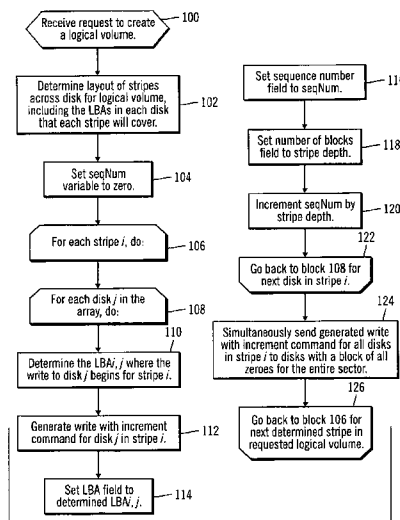 Receive request to create
a logical volume.
100
Determine layout of stripes
across disk for logical volume,
including the LBAs in each disk
that each stripe will cover.
102
Set seqNum
variable to zero.
104
For each stripe i, do:
106
For each disk j in the
array, do:
108
110
Determine the LBAi, j where the
write to disk j begins for stripe i.
Generate write with increment
command for disk j in stripe i.
112
Set LBA field to
determined LBAi, j.
114
Set sequence number
field to seqNum.
Set number of blocks
field to stripe depth.
118
Increment seqNum by
stripe depth.
120
122
Go back to block 108 for
next disk in stripe i.
124
Simultaneously send generated write
with increment command for all disks
in stripe i to disks with a block of all
zeroes for the entire sector.
126
Go back to block 106 for
next determined stripe in
requested logical volume.